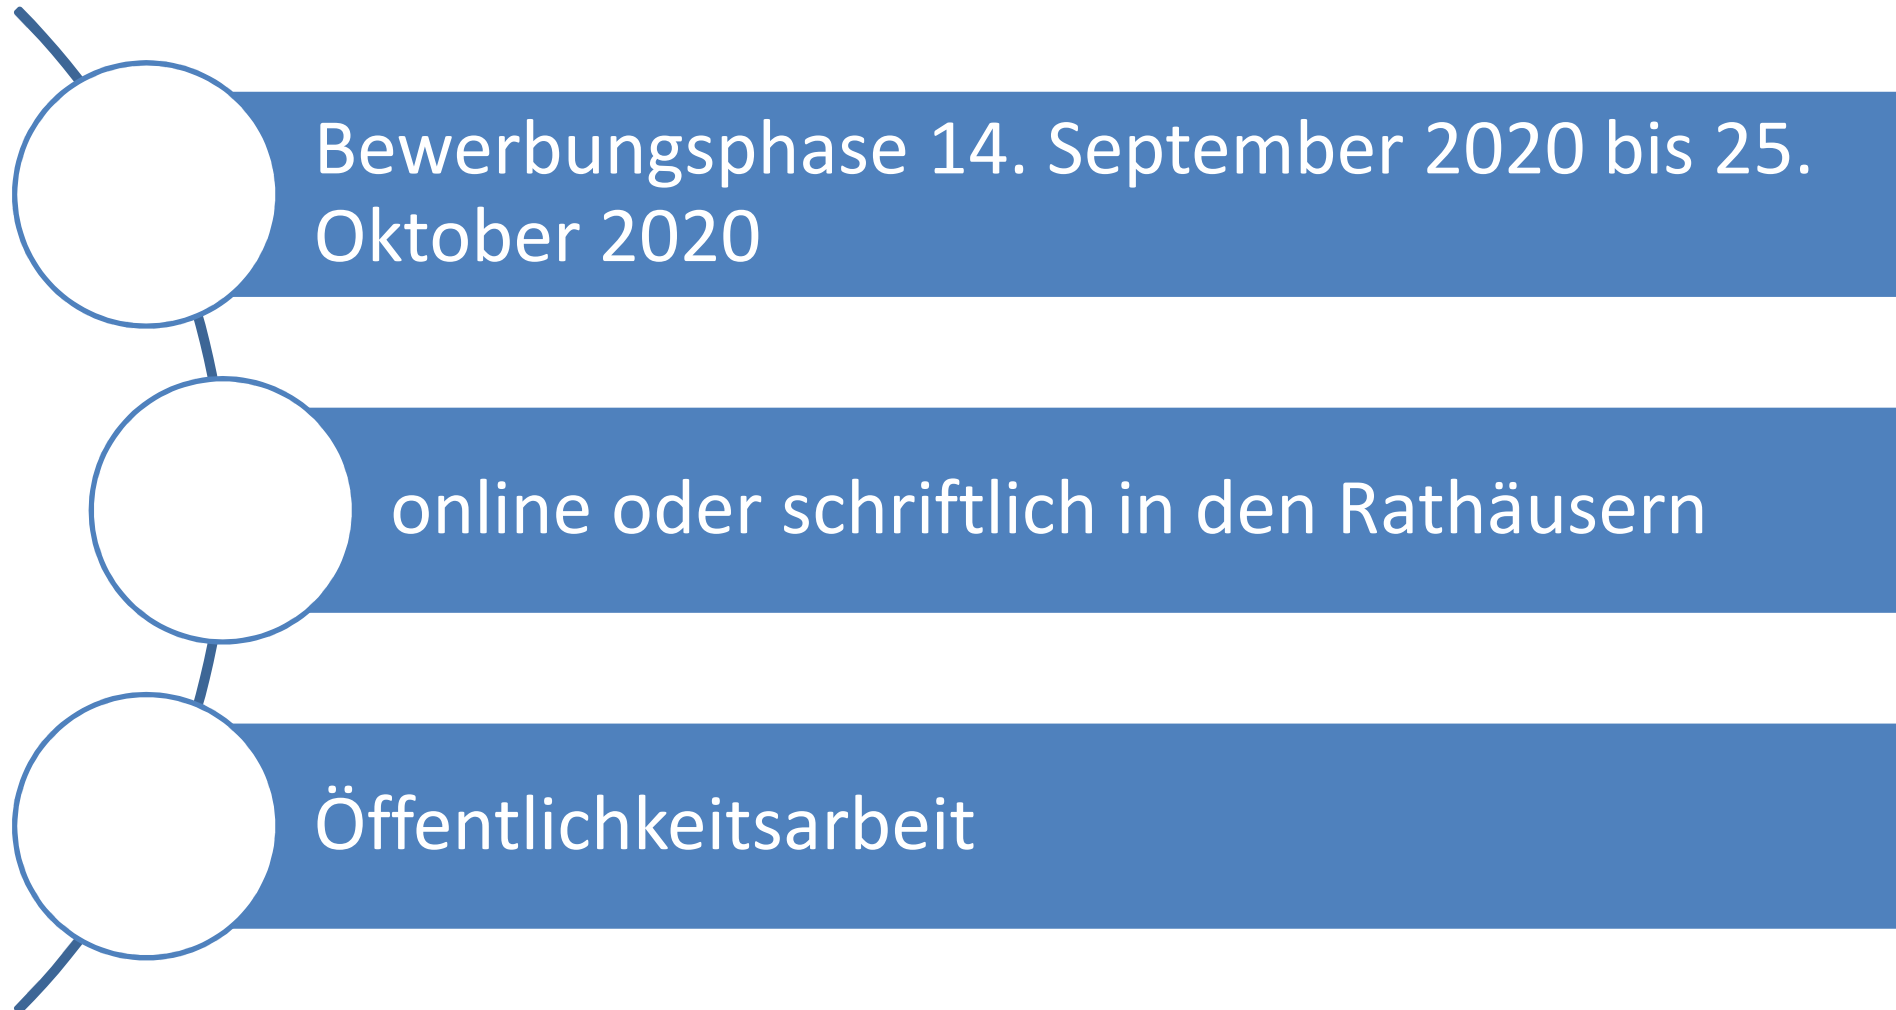 Bewerbungsphase 14. September 2020 bis 25.
Oktober 2020
online oder schriftlich in den Rathäusern
Öffentlichkeitsarbeit